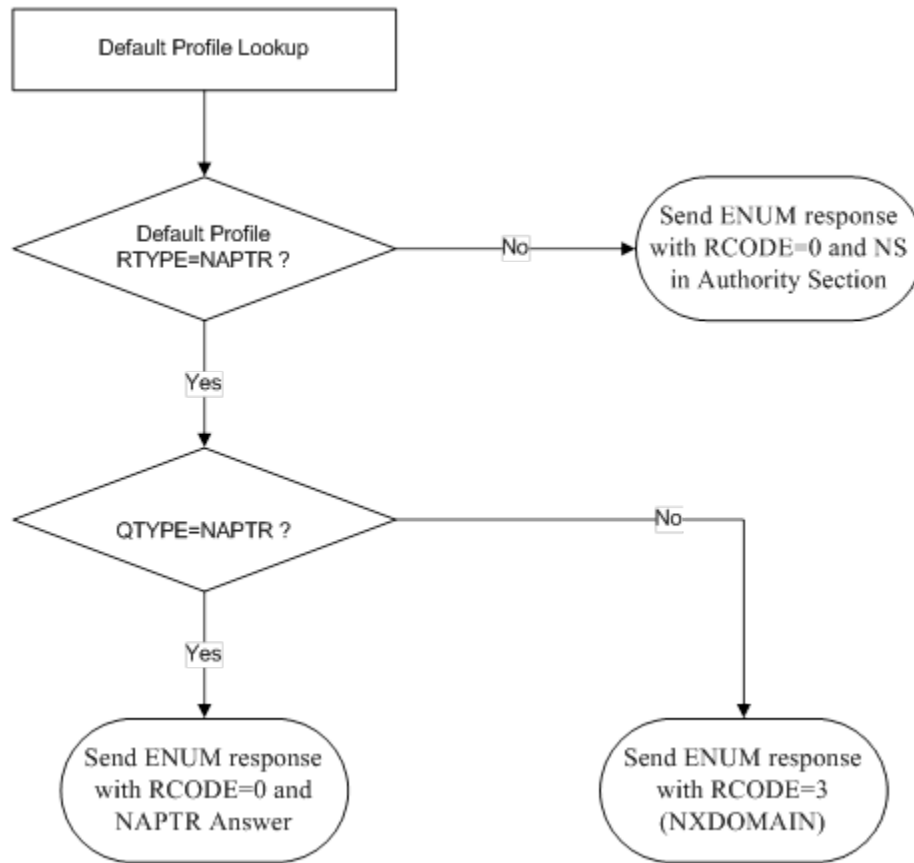 Default Profile Lookup
Default Profile
RTYPE=NAPTR ?
No
Send ENUM response
with RCODE=0 and NS
in Authority Section
Yes
QTYPE=NAPTR ?
No
Yes
Send ENUM response
with RCODE=0 and
NAPTR Answer
Send ENUM response
with RCODE=3
(NXDOMAIN)